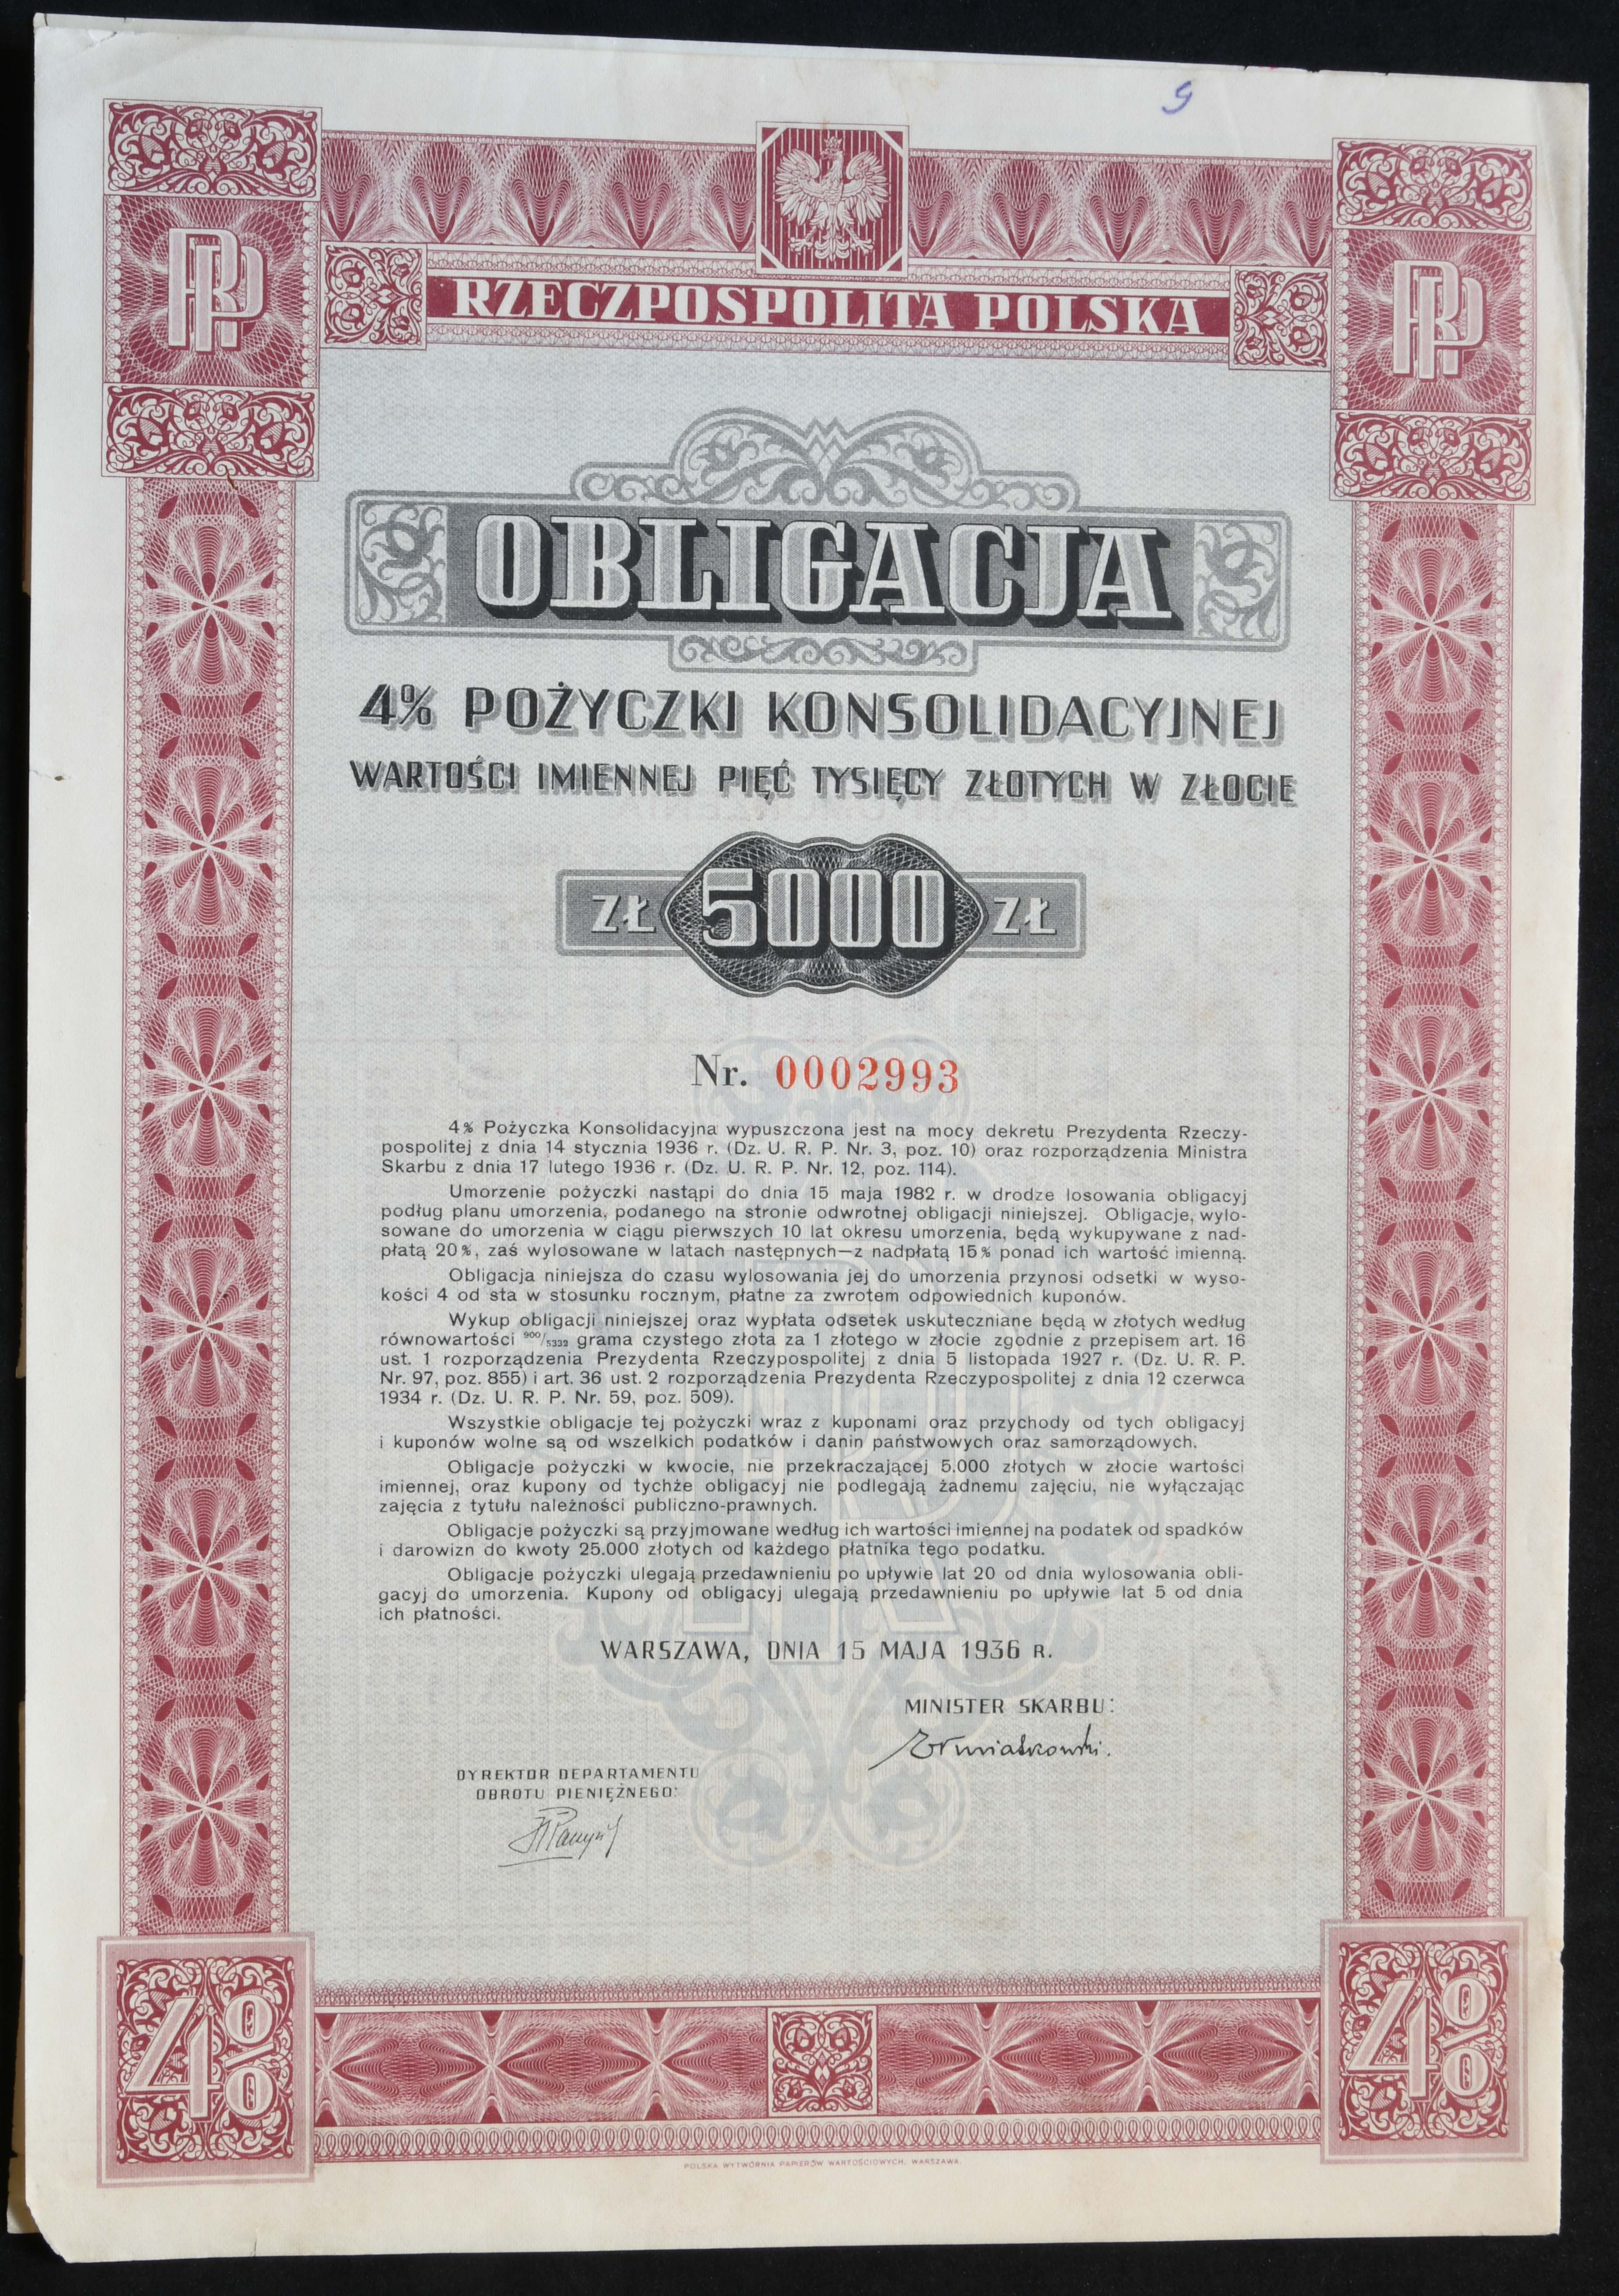 9
RP
RP
RZECZPOSPOLITA POLSKA
OBLIGACJA
4% POŻYCZKI KONSOLIDACYJNEJ
WARTOŚCI IMIENNEJ PIĘĆ TYSIĘCY ZŁOTYCH W ZŁOCIE
ZŁ 5000 ZŁ
Nr. 0002993
4% Pożyczka Konsolidacyjna wypuszczona jest na mocy dekretu Prezydenta Rzeczy-
pospolitej z dnia 14 stycznia 1936 r. (Dz. U. R. P. Nr. 3, poz. 10) oraz rozporządzenia Ministra
Skarbu z dnia 17 lutego 1936 r. (Dz. U. R. P. Nr. 12, poz. 114).
Umorzenie pożyczki nastąpi do dnia 15 maja 1982 r. w drodze losowania obligacyj
podług planu umorzenia, podanego na stronie odwrotnej obligacji niniejszej. Obligacje, wylo-
sowane do umorzenia w ciągu pierwszych 10 lat okresu umorzenia, będą wykupywane z nad-
płatą 20%, zaś wylosowane w latach następnych—z nadpłatą 15% ponad ich wartość imienną.
Obligacja niniejsza do czasu wylosowania jej do umorzenia przynosi odsetki w wyso-
kości 4 od sta w stosunku rocznym, płatne za zwrotem odpowiednich kuponów.
Wykup obligacji niniejszej oraz wypłata odsetek uskuteczniane będą w złotych według
równowartości 900/5332 grama czystego złota za 1 złotego w złocie zgodnie z przepisem art. 16
ust. 1 rozporządzenia Prezydenta Rzeczypospolitej z dnia 5 listopada 1927 r. (Dz. U. R. P.
Nr. 97, poz. 855) i art. 36 ust. 2 rozporządzenia Prezydenta Rzeczypospolitej z dnia 12 czerwca
1934 r. (Dz. U. R. P. Nr. 59, poz. 509).
Wszystkie obligacje tej pożyczki wraz z kuponami oraz przychody od tych obligacyj
i kuponów wolne są od wszelkich podatków i danin państwowych oraz samorządowych.
Obligacje pożyczki w kwocie, nie przekraczającej 5.000 złotych w złocie wartości
imiennej, oraz kupony od tychże obligacyj nie podlegają żadnemu zajęciu, nie wyłączając
zajęcia z tytułu należności publiczno-prawnych.
Obligacje pożyczki są przyjmowane według ich wartości imiennej na podatek od spadków
i darowizn do kwoty 25.000 złotych od każdego płatnika tego podatku.
Obligacje pożyczki ulegają przedawnieniu po upływie lat 20 od dnia wylosowania obli-
gacyj do umorzenia. Kupony od obligacyj ulegają przedawnieniu po upływie lat 5 od dnia
ich płatności.
WARSZAWA, DNIA 15 MAJA 1936 R.
MINISTER SKARBU:
DYREKTOR DEPARTAMENTU
OBROTU PIENIĘŻNEGO:
4%
4%
POLSKA WYTWÓRNIA PAPIERÓW WARTOŚCIOWYCH, WARSZAWA.